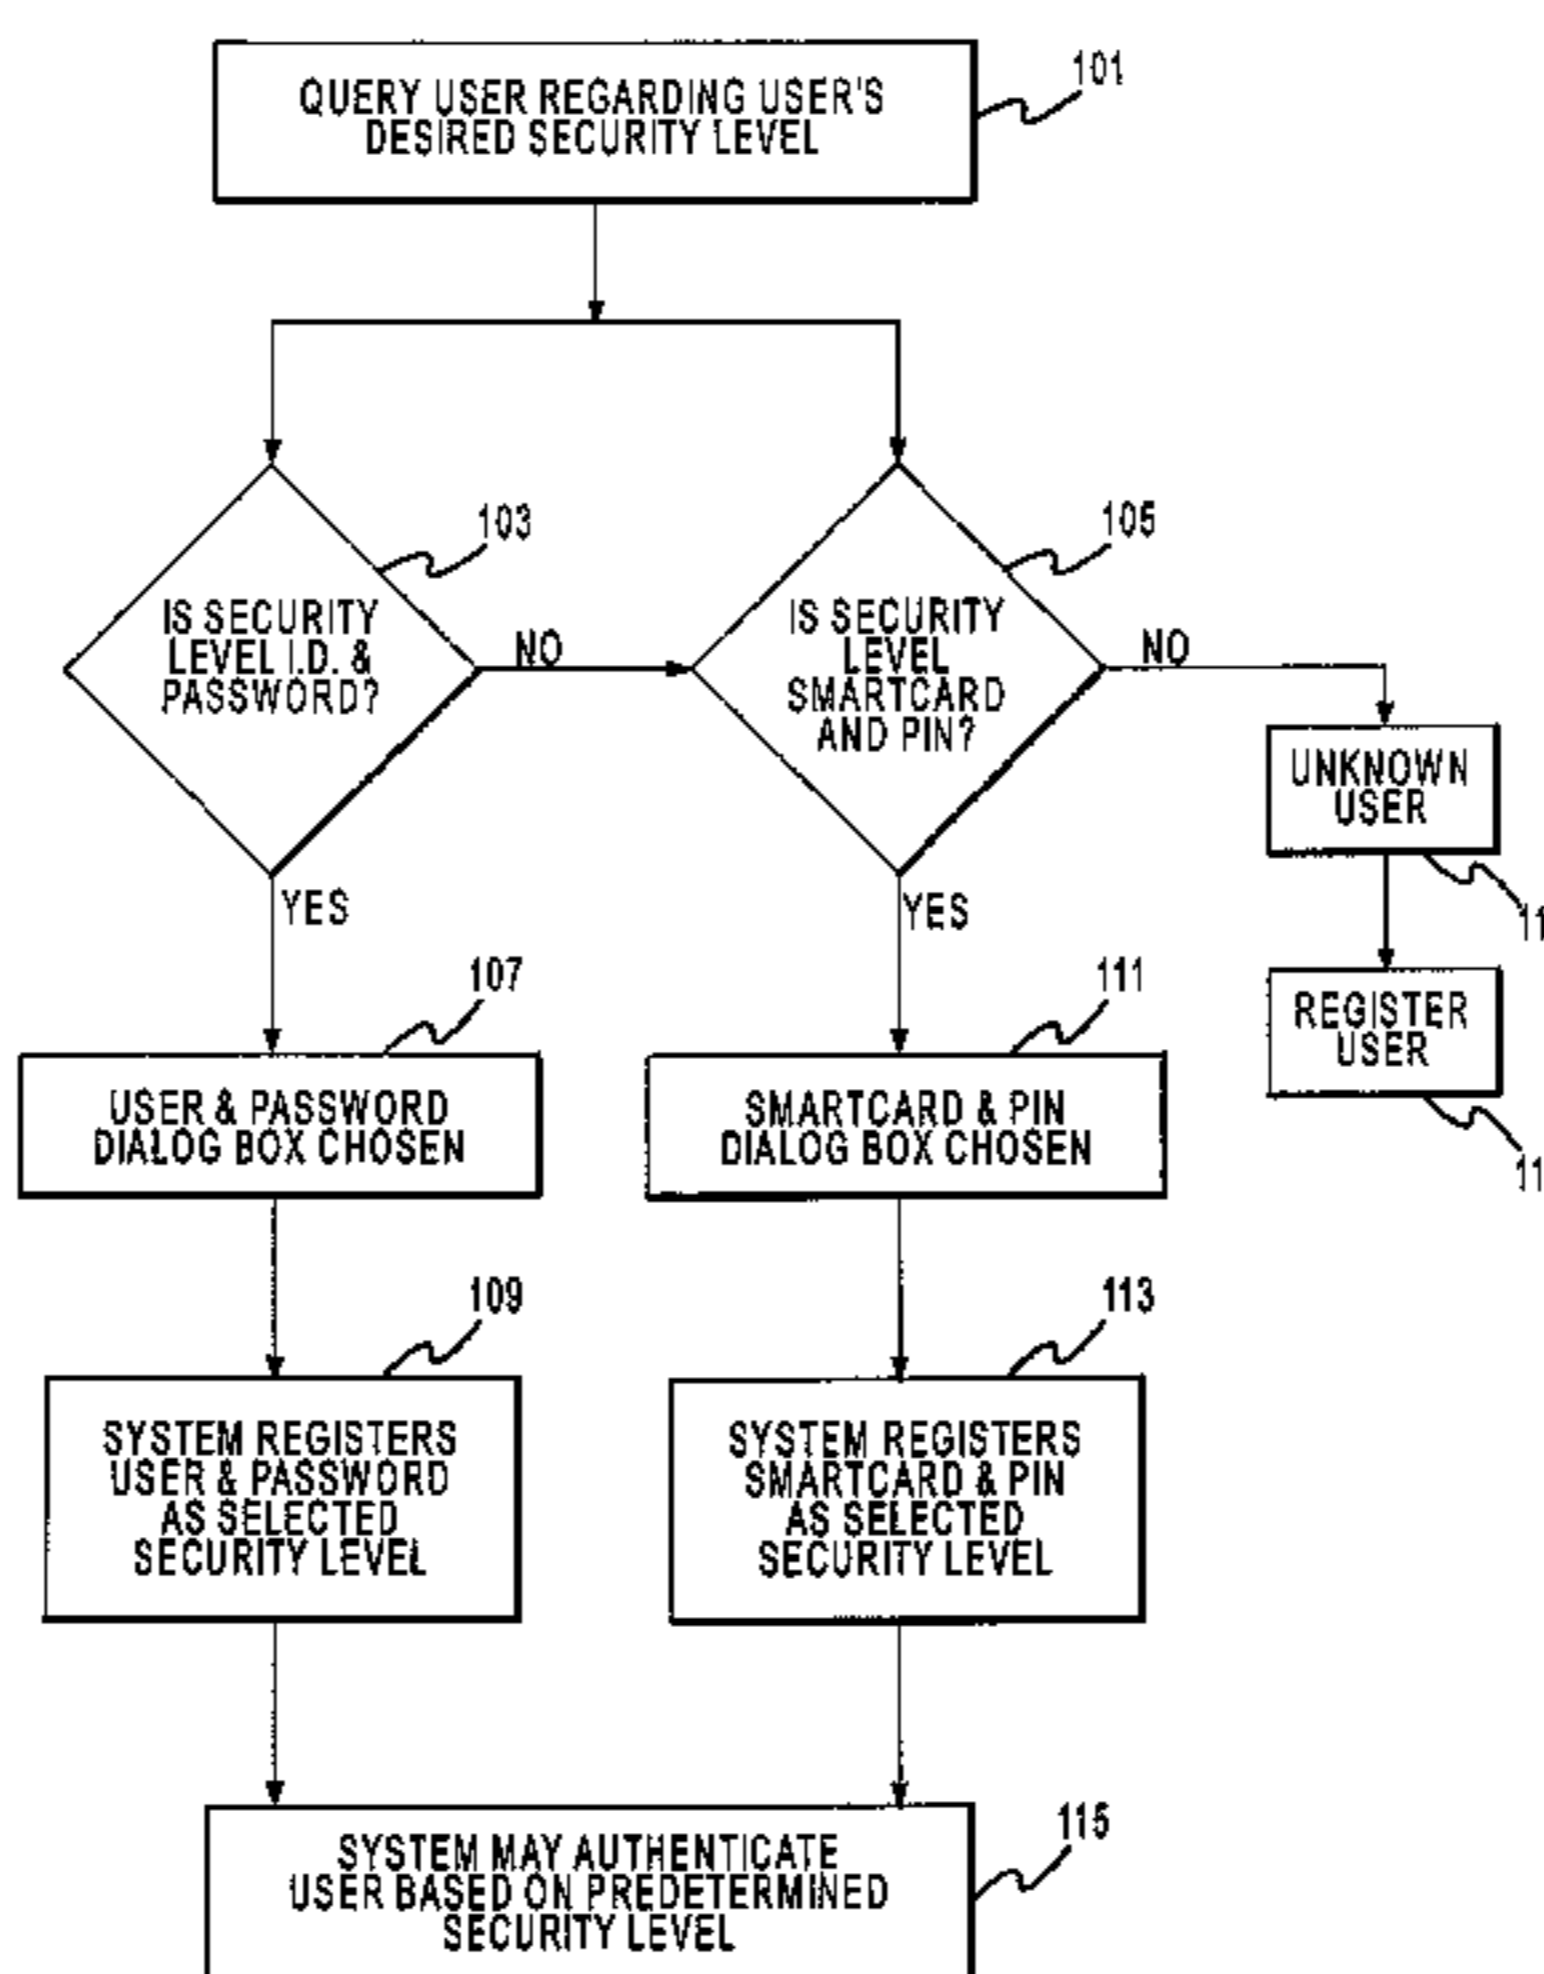 QUERY USER REGARDING USER'S
DESIRED SECURITY LEVEL
101
103
IS SECURITY
LEVEL I.D. &
PASSWORD?
NO
YES
105
IS SECURITY
LEVEL
SMARTCARD
AND PIN?
NO
YES
UNKNOWN
USER
11
REGISTER
USER
11
107
USER & PASSWORD
DIALOG BOX CHOSEN
111
SMARTCARD & PIN
DIALOG BOX CHOSEN
109
SYSTEM REGISTERS
USER & PASSWORD
AS SELECTED
SECURITY LEVEL
113
SYSTEM REGISTERS
SMARTCARD & PIN
AS SELECTED
SECURITY LEVEL
115
SYSTEM MAY AUTHENTICATE
USER BASED ON PREDETERMINED
SECURITY LEVEL